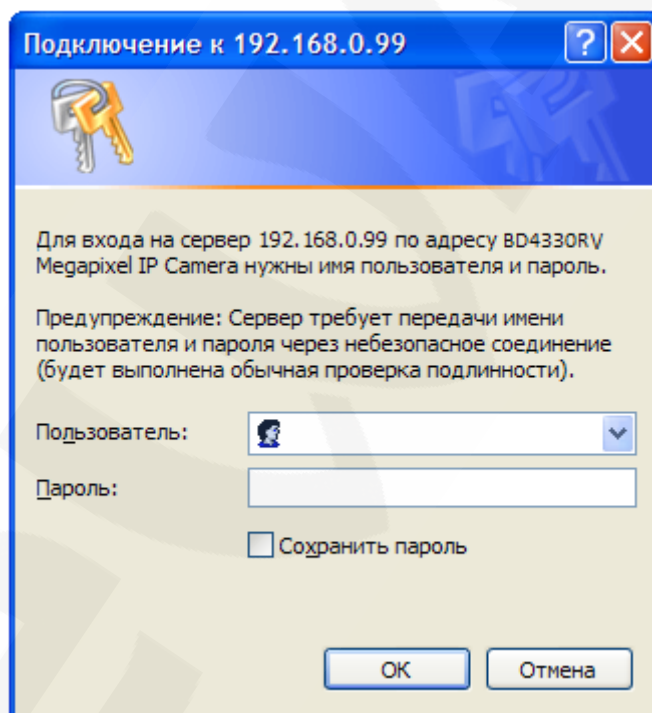 Подключение к 192.168.0.99
Для входа на сервер 192.168.0.99 по адресу BD4330RV
Megapixel IP Camera нужны имя пользователя и пароль.
Предупреждение: Сервер требует передачи имени
пользователя и пароля через небезопасное соединение
(будет выполнена обычная проверка подлинности).
Пользователь:
Пароль:
Сохранить пароль
ОК
Отмена